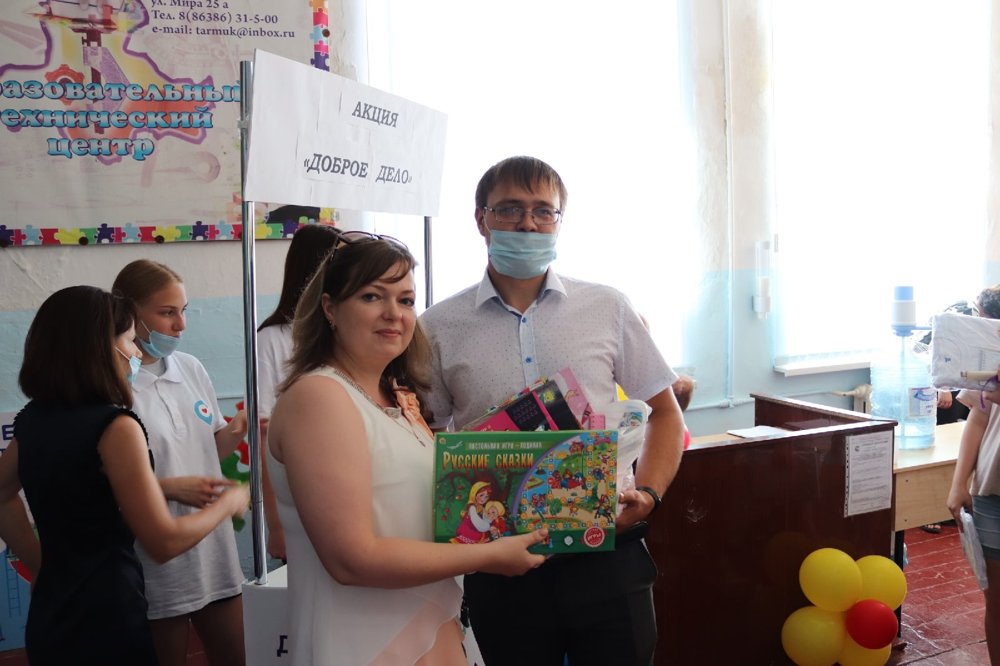 ул. Мира 25 а
Тел. 8(86386) 31-5-00
e-mail: tarmuk@inbox.ru
разовательный
ехнический
центр
АКЦИЯ
«ДОБРОЕ ДЕЛО»
НАСТОЛЬНАЯ ИГРА – ХОДИЛКА
РУССКИЕ СКАЗКИ
ИГРЫ
Д